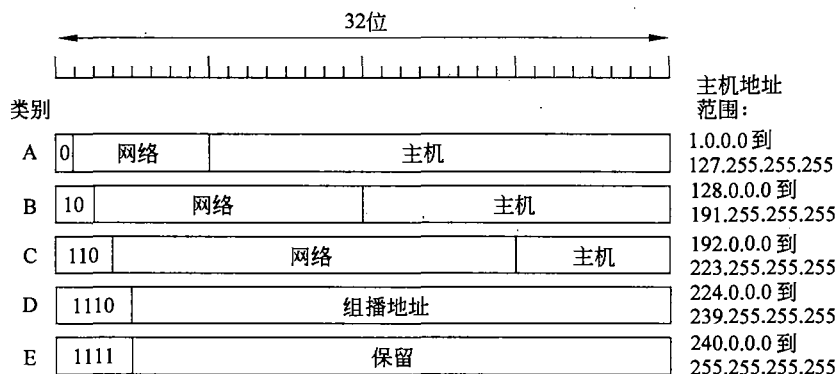 32位
主机地址
范围：
类别
A 0 网络 主机 1.0.0.0 到
127.255.255.255
B 10 网络 主机 128.0.0.0 到
191.255.255.255
C 110 网络 主机 192.0.0.0 到
223.255.255.255
D 1110 组播地址 224.0.0.0 到
239.255.255.255
E 1111 保留 240.0.0.0 到
255.255.255.255